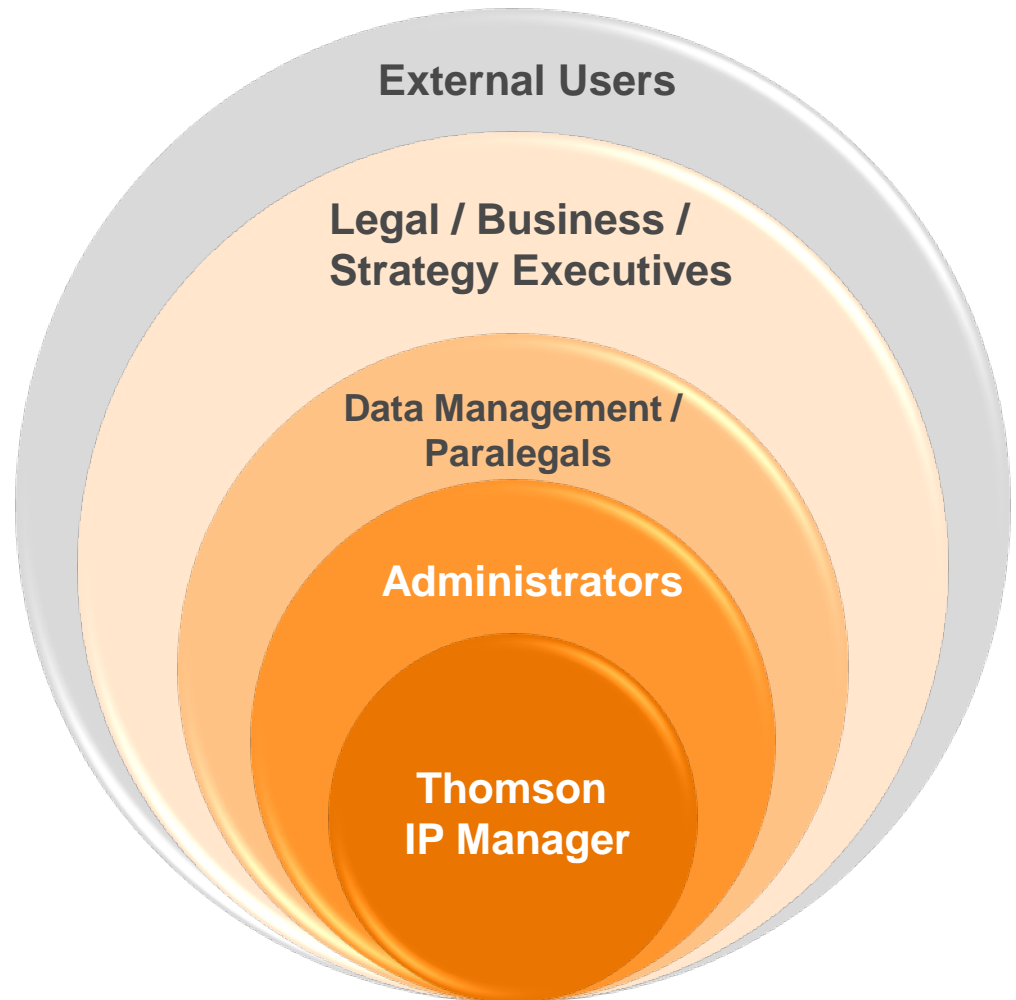 External Users
Legal / Business /
Strategy Executives
Data Management /
Paralegals
Administrators
Thomson
IP Manager